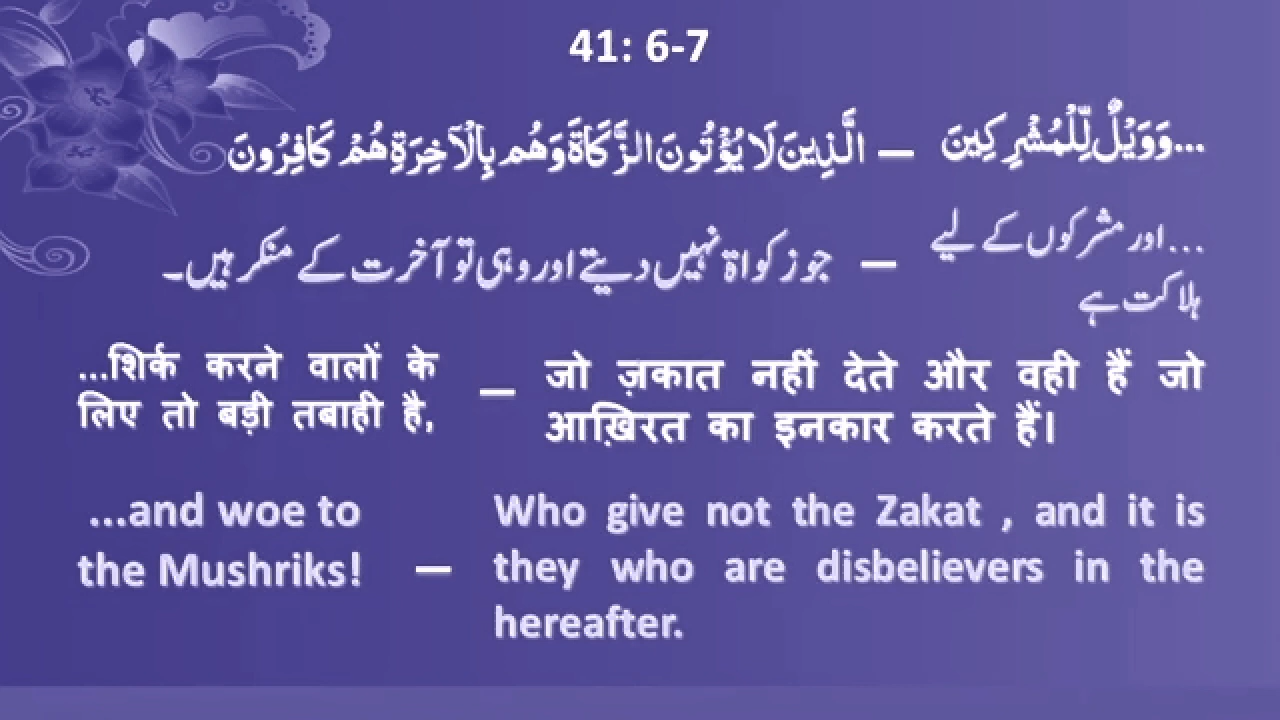 41: 6-7
...وَوَيْلٌ لِّلْمُشْرِكِينَ — الَّذِينَ لَا يُؤْتُونَ الزَّكَاةَ وَهُم بِالْآخِرَةِ هُمْ كَافِرُونَ
...اور مشرکوں کے لیے — جو زکواۃ نہیں دیتے اور وہی تو آخرت کے منکر ہیں۔
ہلاکت ہے
...शिर्क करने वालों के — जो ज़कात नहीं देते और वही हैं जो
लिए तो बड़ी तबाही है, आख़िरत का इनकार करते हैं।
...and woe to Who give not the Zakat , and it is
the Mushriks! — they who are disbelievers in the
hereafter.